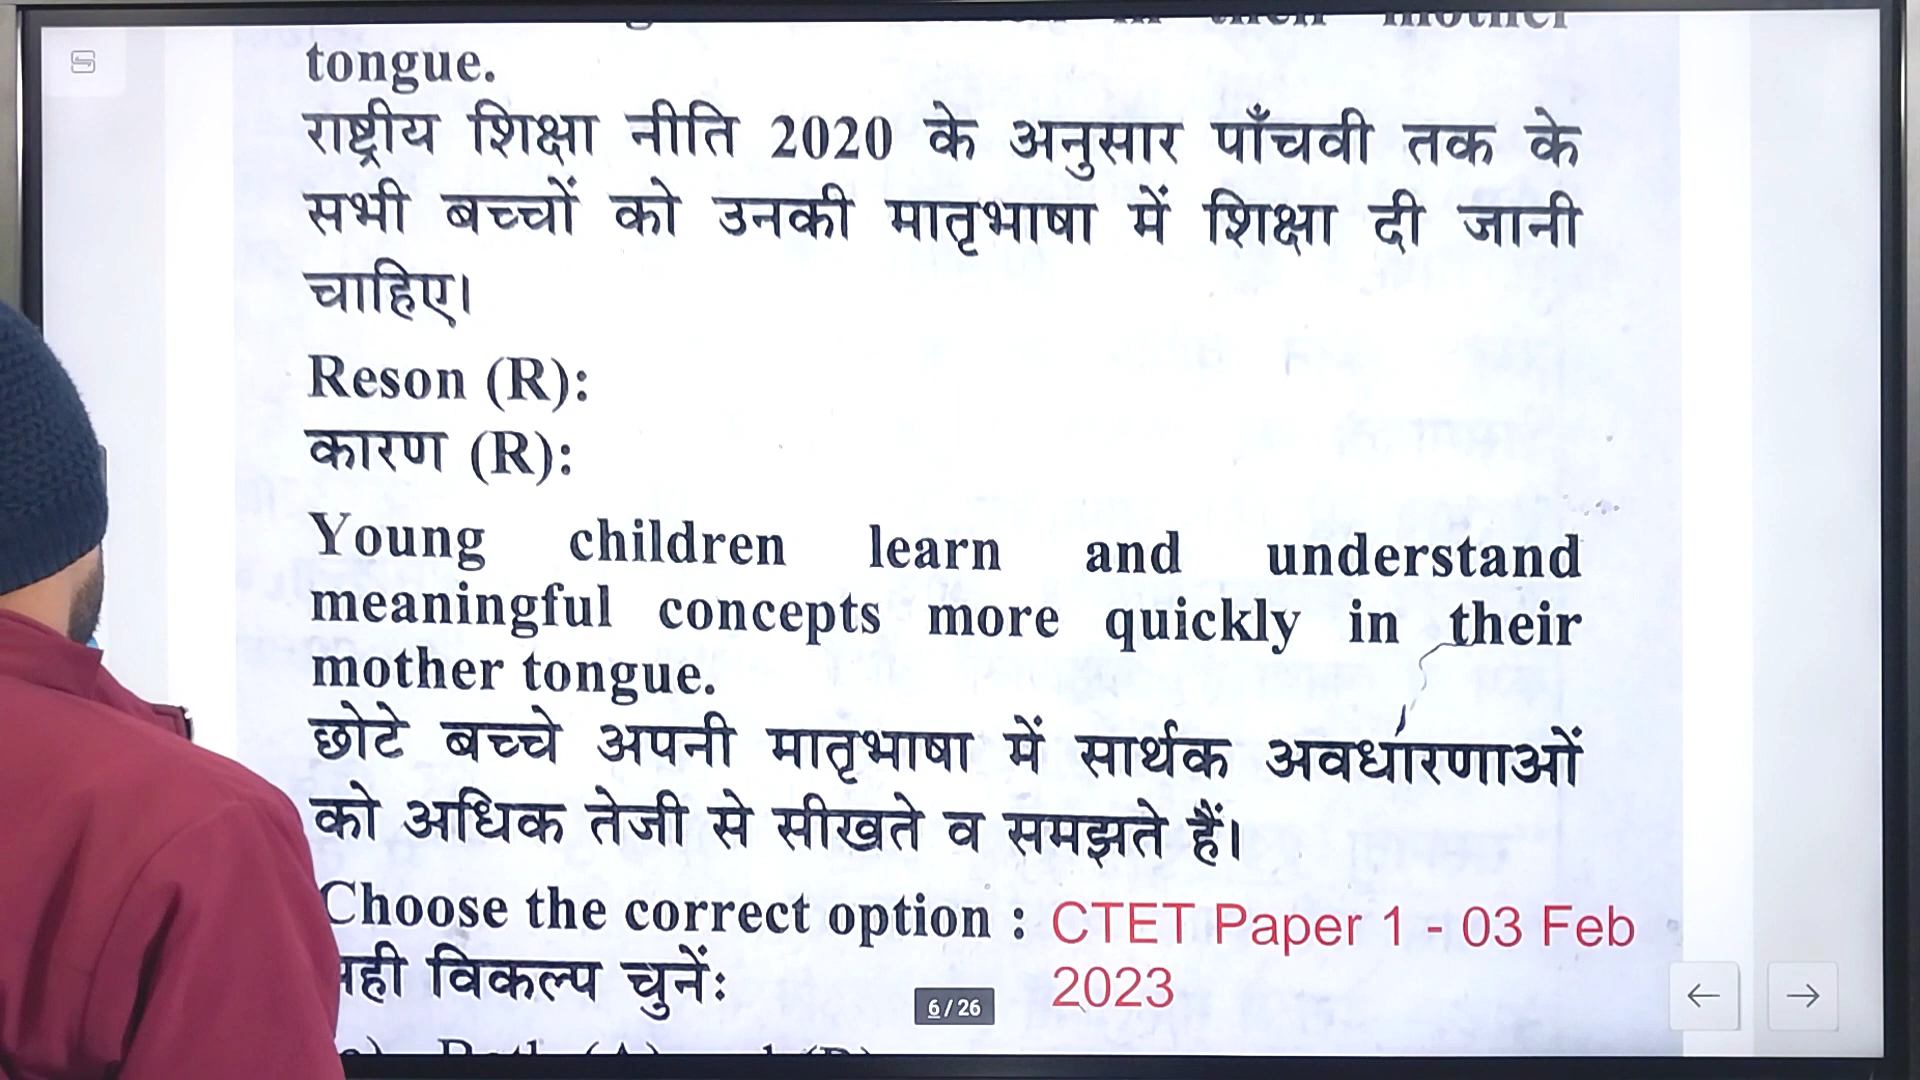 their mother
tongue.
राष्ट्रीय शिक्षा नीति 2020 के अनुसार पाँचवी तक के
सभी बच्चों को उनकी मातृभाषा में शिक्षा दी जानी
चाहिए।
Reson (R):
कारण (R):
Young children learn and understand
meaningful concepts more quickly in their
mother tongue.
छोटे बच्चे अपनी मातृभाषा में सार्थक अवधारणाओं
को अधिक तेजी से सीखते व समझते हैं।
Choose the correct option :
CTET Paper 1 - 03 Feb
2023
सही विकल्प चुनें:
6 / 26